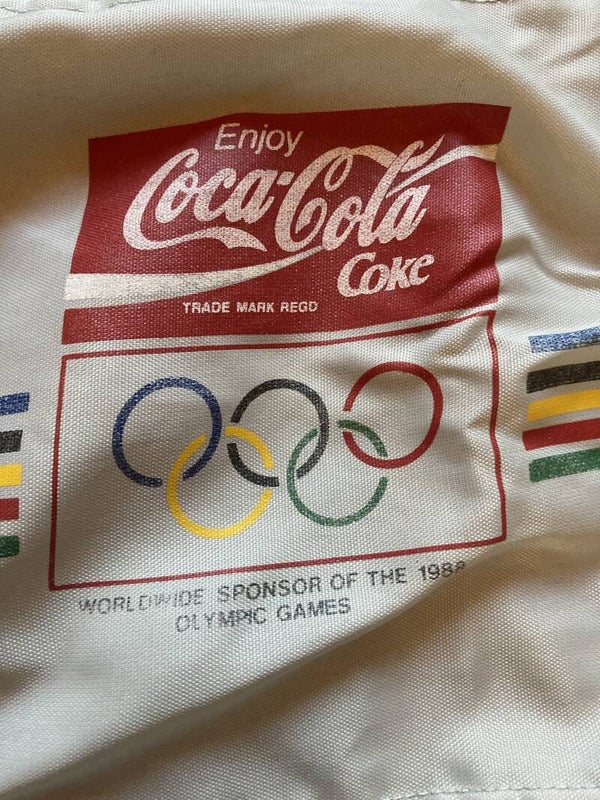 Enjoy
Coca-Cola
Coke
TRADE MARK REGD
WORLDWIDE SPONSOR OF THE 1988
OLYMPIC GAMES